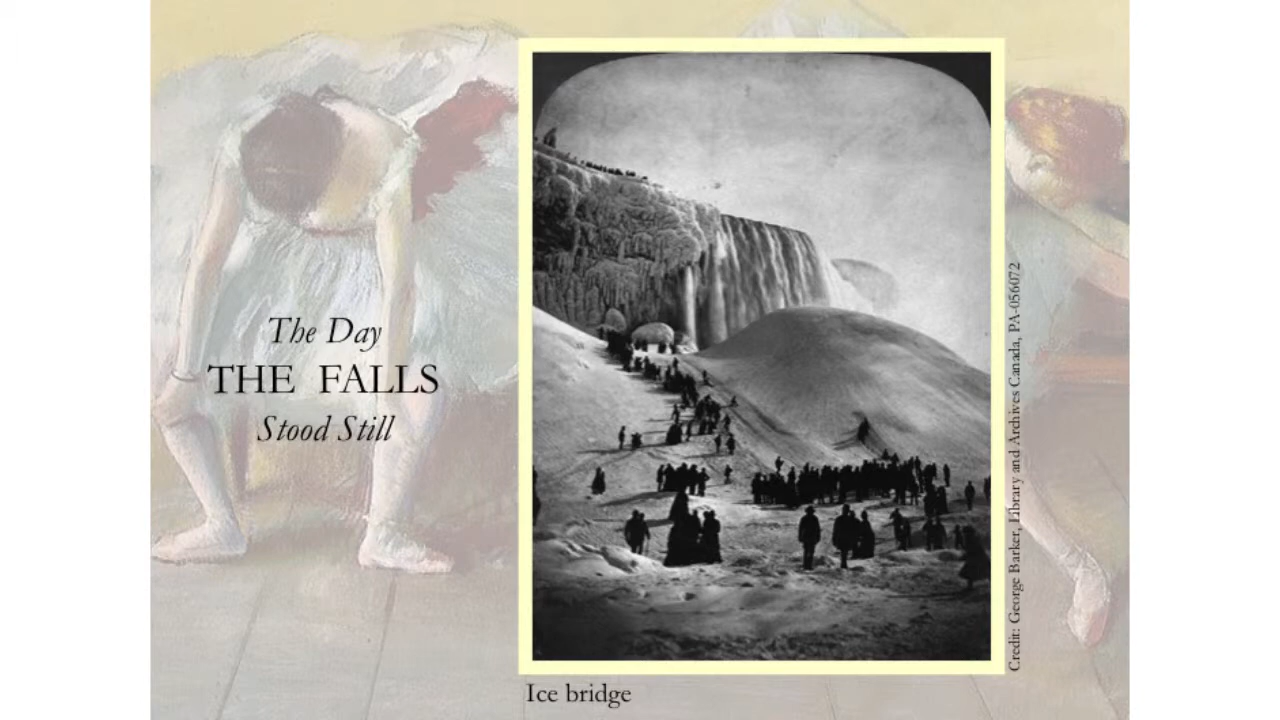 The Day
THE FALLS
Stood Still
Credit: George Barker, Library and Archives Canada, PA-056072
Ice bridge